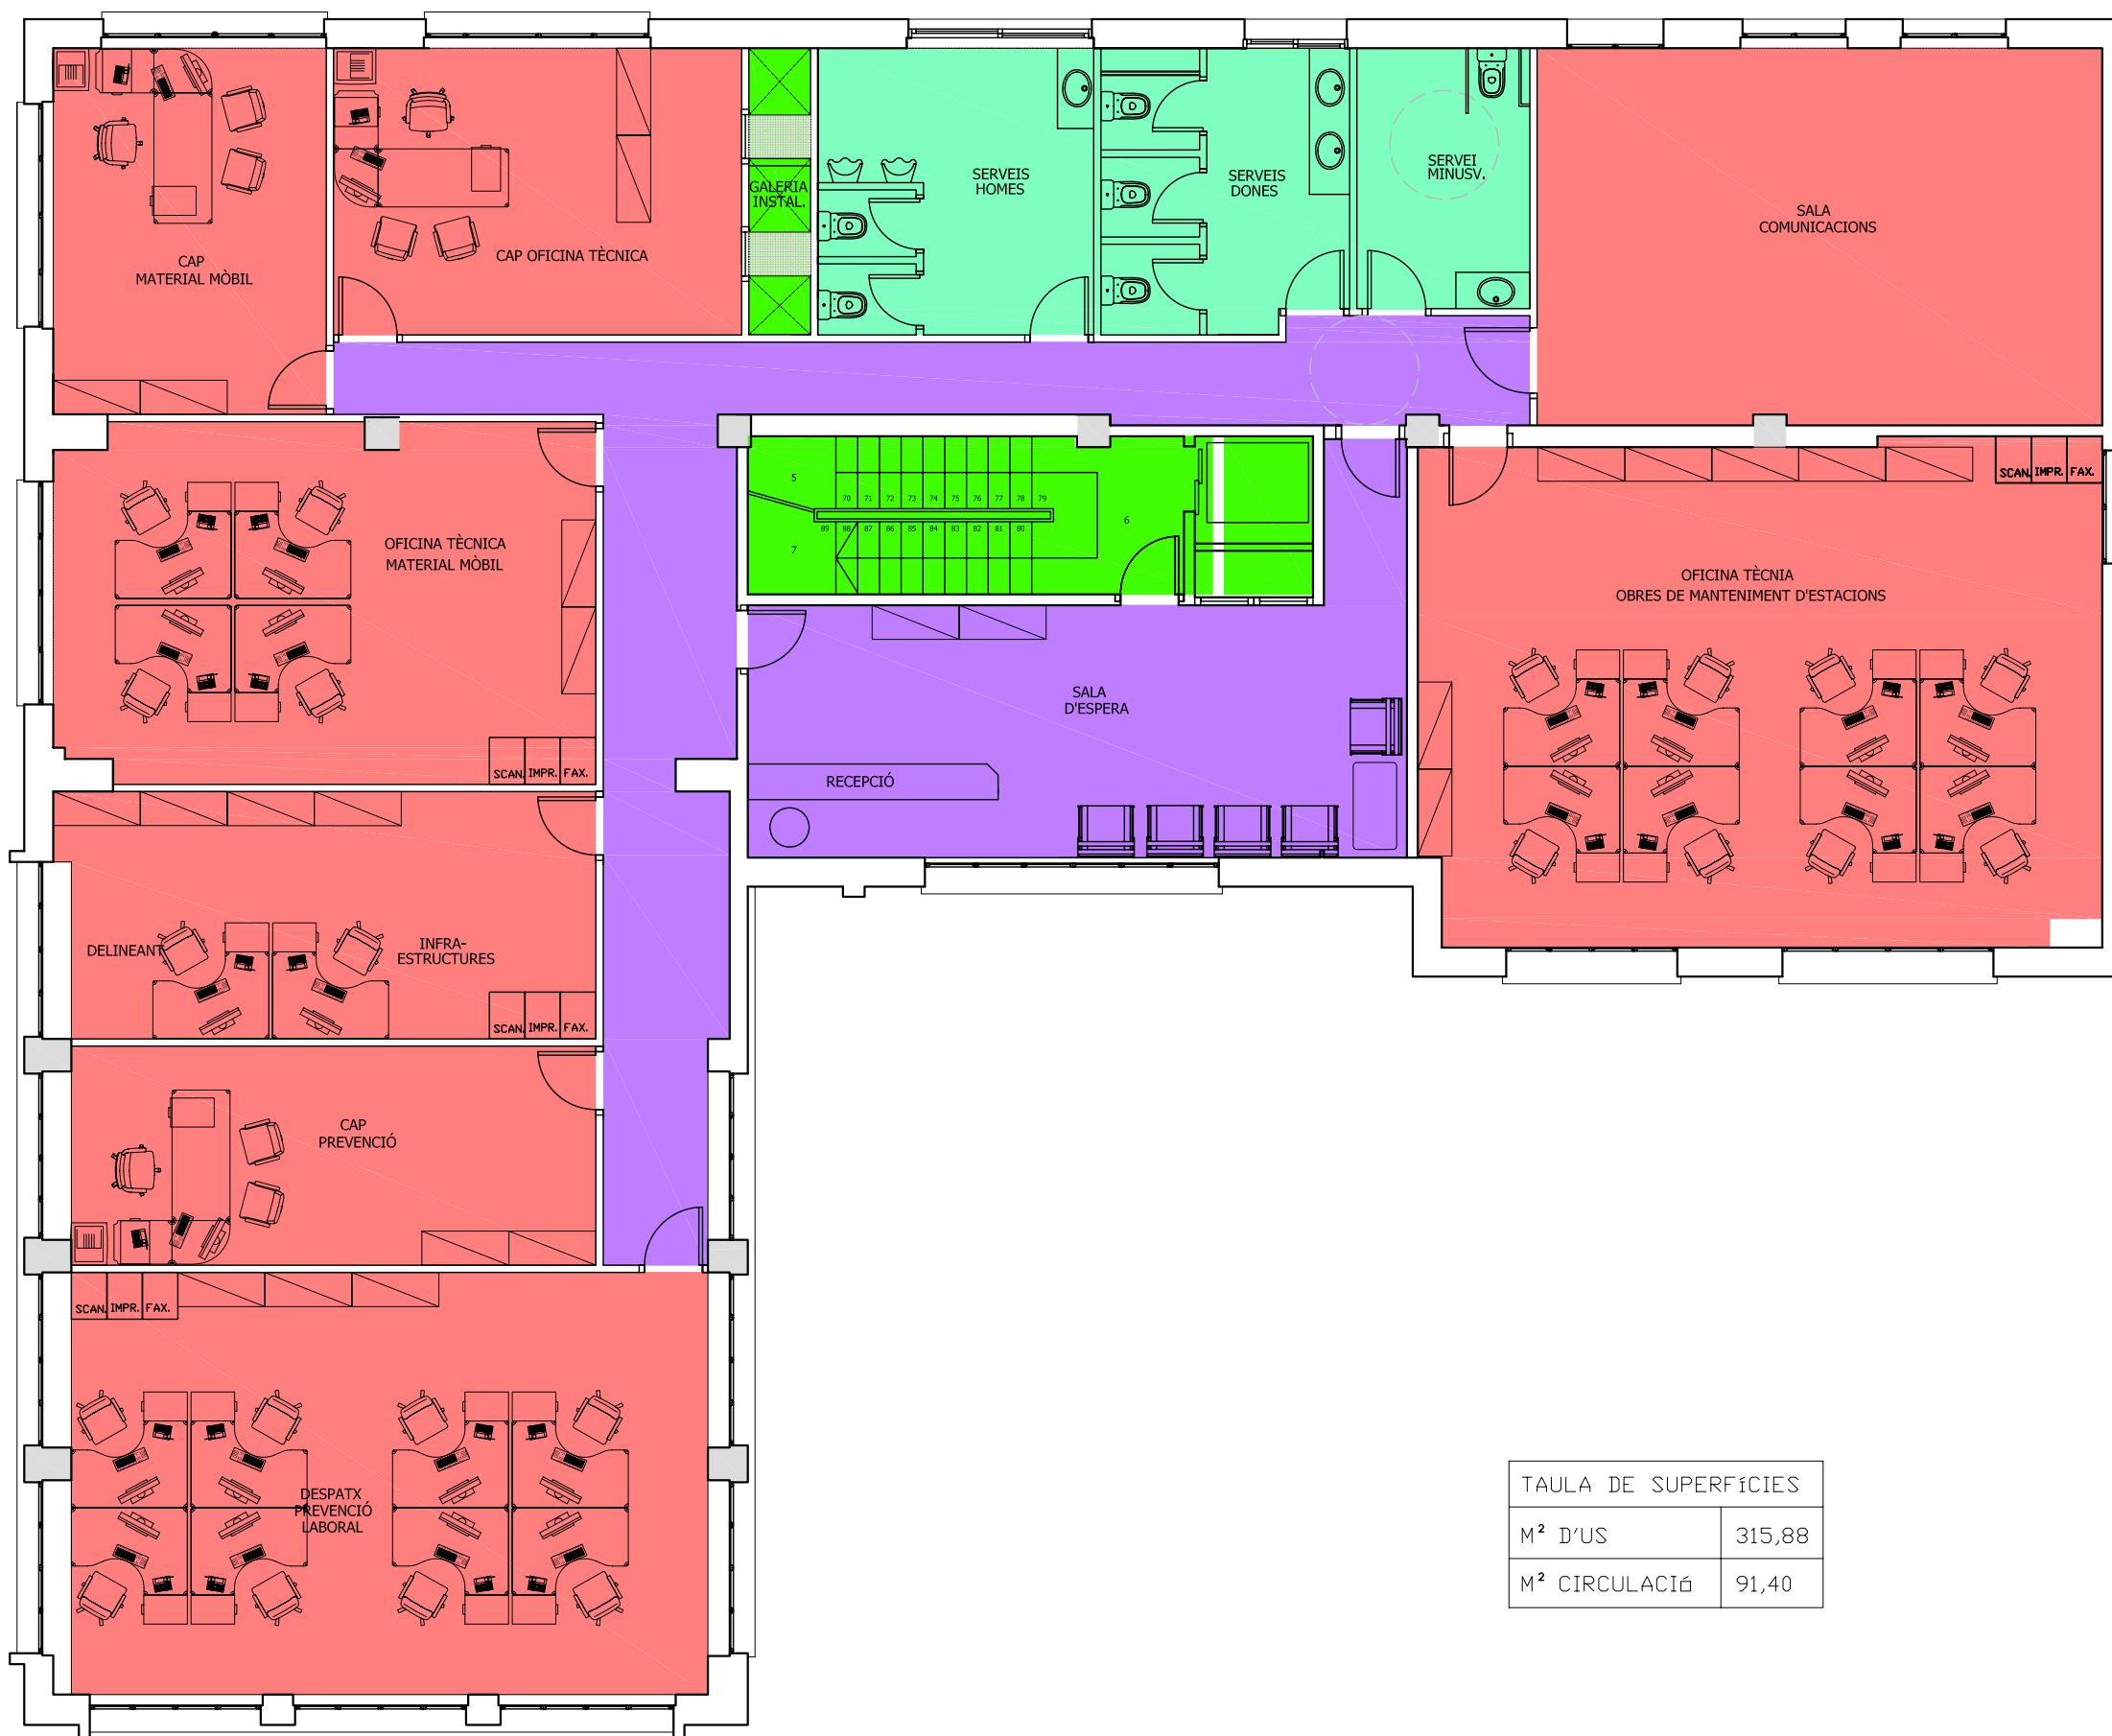 CAP
MATERIAL MÒBIL
CAP OFICINA TÈCNICA
GALERIA
INSTAL.
SERVEIS
HOMES
SERVEIS
DONES
SERVEI
MINUSV.
SALA
COMUNICACIONS
OFICINA TÈCNICA
MATERIAL MÒBIL
SCAN. IMPR. FAX.
5
70 71 72 73 74 75 76 77 78 79
6
89 88 87 86 85 84 83 82 81 80
7
SALA
D'ESPERA
RECEPCIÓ
SCAN. IMPR. FAX.
OFICINA TÈCNIA
OBRES DE MANTENIMENT D'ESTACIONS
DELINEANT
INFRA-
ESTRUCTURES
SCAN. IMPR. FAX.
CAP
PREVENCIÓ
SCAN. IMPR. FAX.
DESPATX
PREVENCIÓ
LABORAL
TAULA DE SUPERFíCIES
M² D'US 315,88
M² CIRCULACIó 91,40